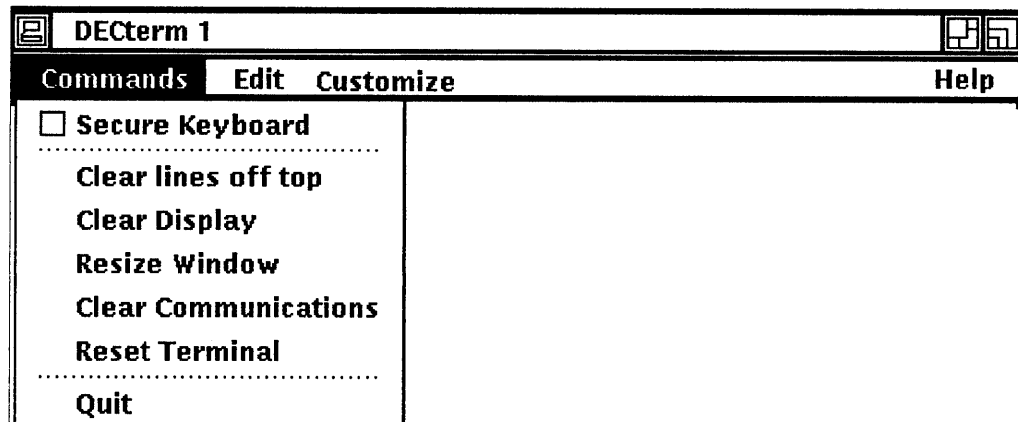 DECterm 1
Commands Edit Customize Help
Secure Keyboard
Clear lines off top
Clear Display
Resize Window
Clear Communications
Reset Terminal
Quit